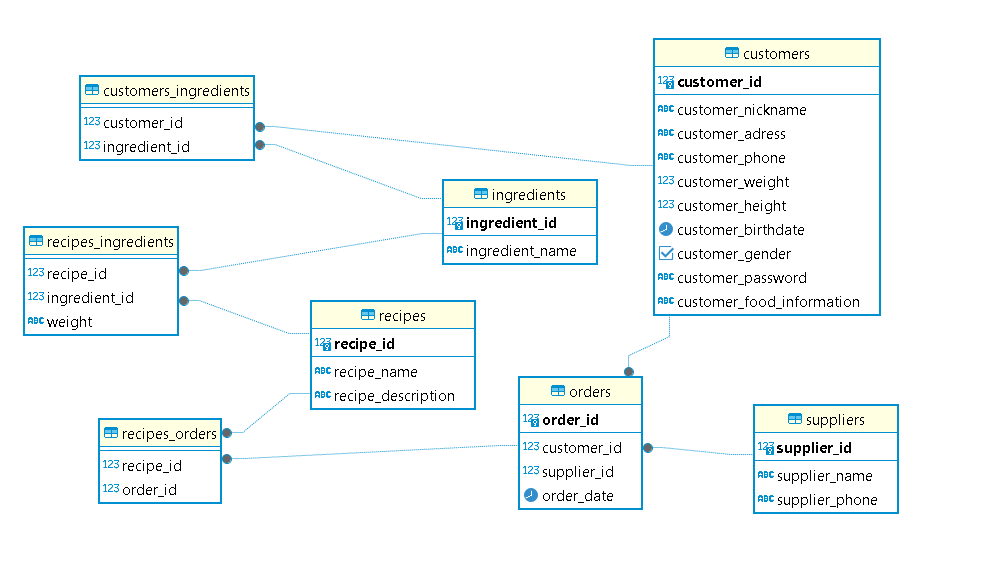 customers
customer_id
customer_nickname
customer_adress
customer_phone
customer_weight
customer_height
customer_birthdate
customer_gender
customer_password
customer_food_information
customers_ingredients
customer_id
ingredient_id
ingredients
ingredient_id
ingredient_name
recipes_ingredients
recipe_id
ingredient_id
weight
recipes
recipe_id
recipe_name
recipe_description
orders
order_id
customer_id
supplier_id
order_date
suppliers
supplier_id
supplier_name
supplier_phone
recipes_orders
recipe_id
order_id